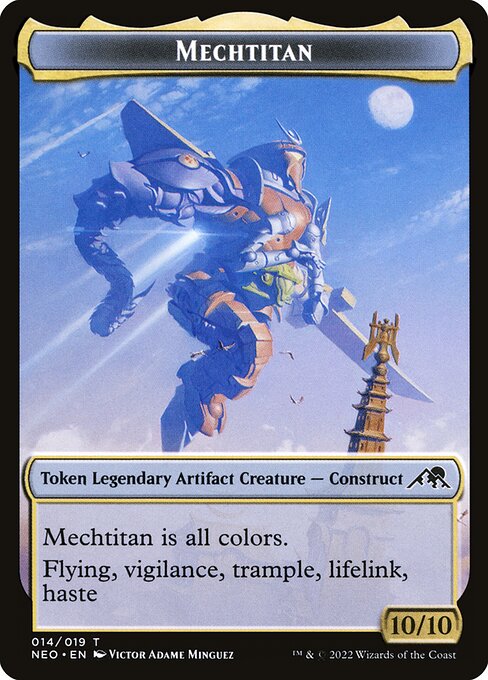 Mechtitan
Token Legendary Artifact Creature — Construct
Mechtitan is all colors.
Flying, vigilance, trample, lifelink,
haste
10/10
014/019 T
NEO • EN Victor Adame Minguez
™ & © 2022 Wizards of the Coast